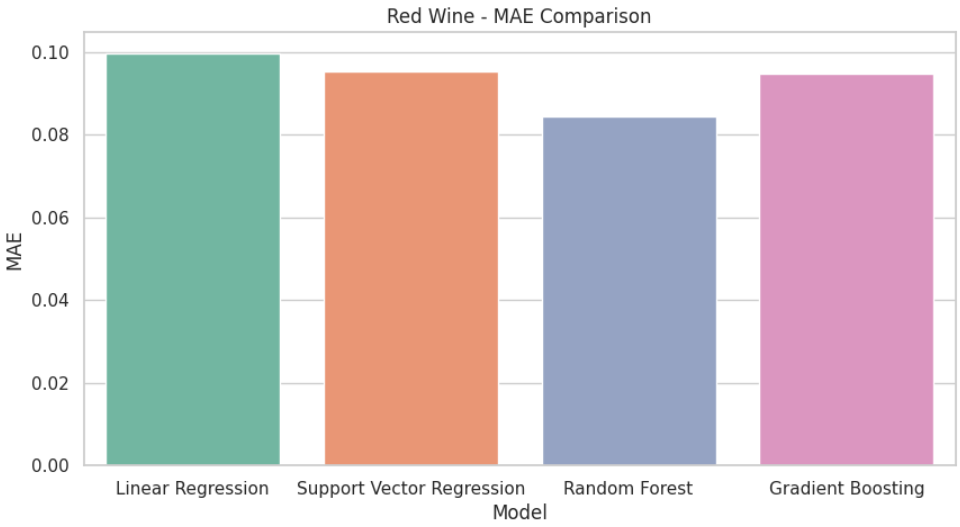 Red Wine - MAE Comparison
0.10
0.08
0.06
0.04
0.02
0.00
MAE
Linear Regression
Support Vector Regression
Random Forest
Gradient Boosting
Model